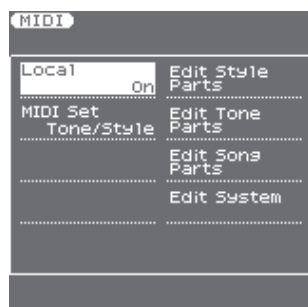 MIDI
Local
On
MIDI Set
Tone/Style
Edit Style
Parts
Edit Tone
Parts
Edit Song
Parts
Edit System